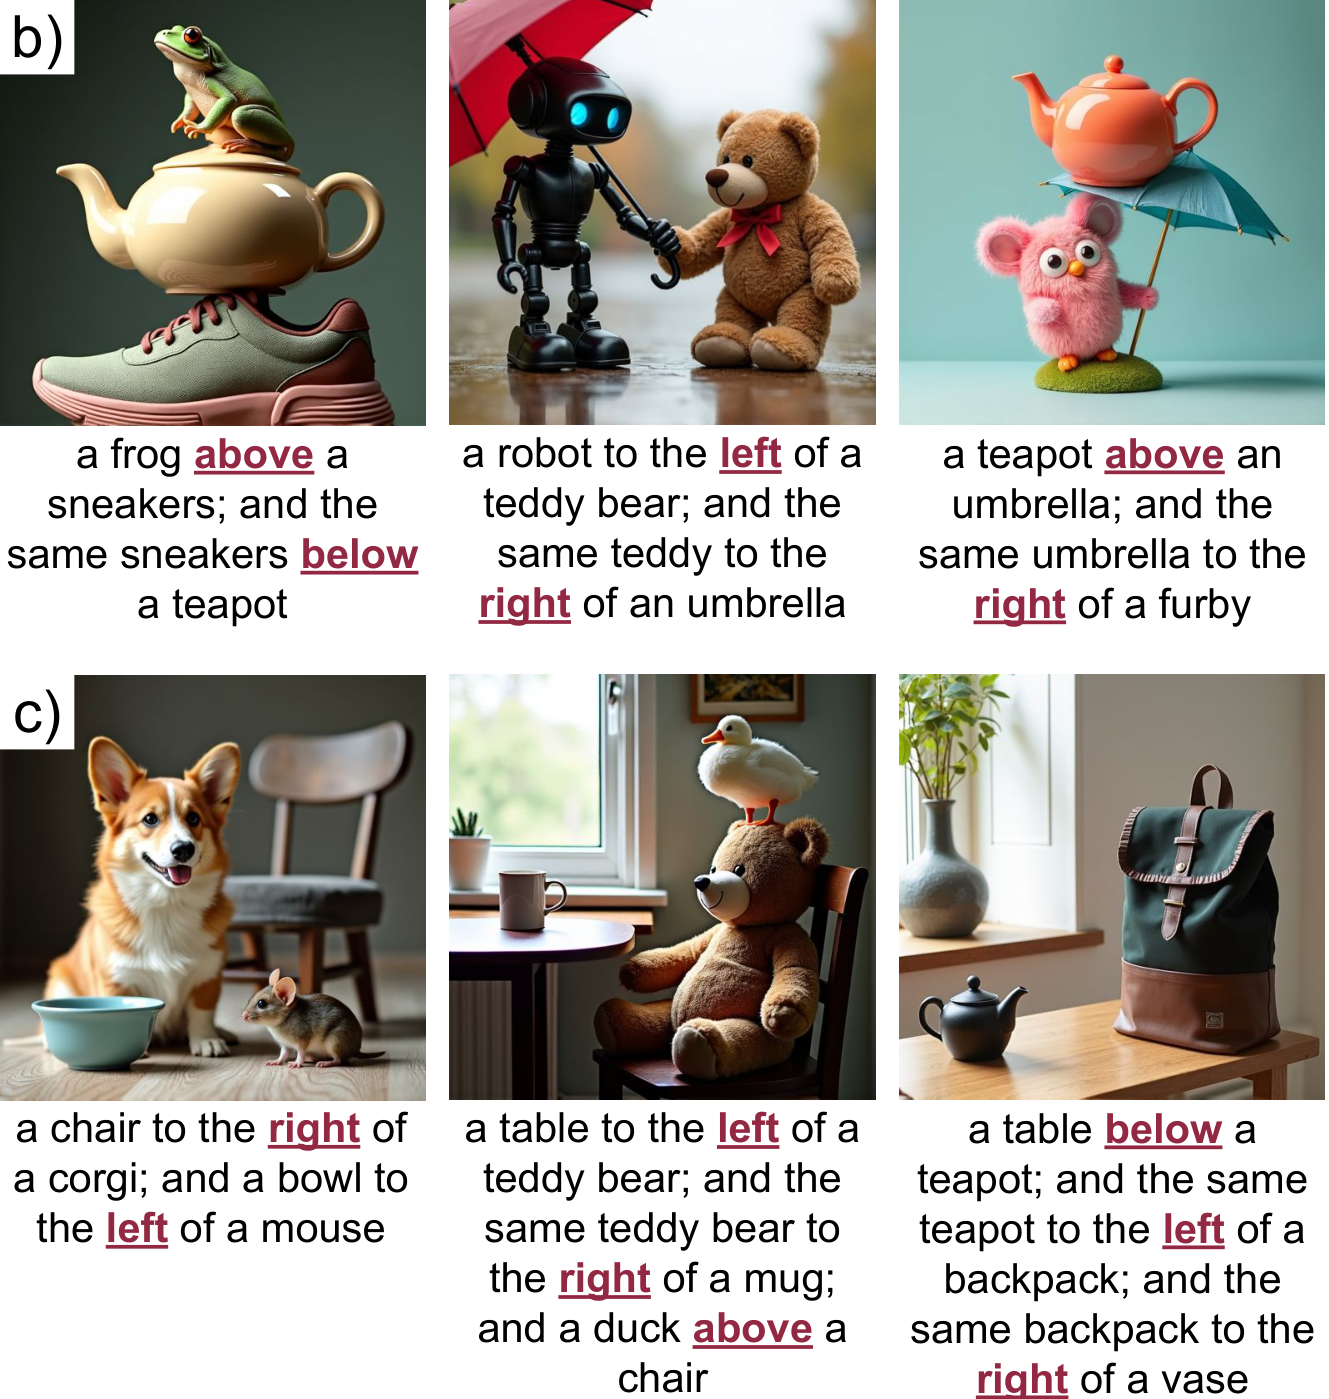 b)
a frog above a
sneakers; and the
same sneakers below
a teapot
a robot to the left of a
teddy bear; and the
same teddy to the
right of an umbrella
a teapot above an
umbrella; and the
same umbrella to the
right of a furby
c)
a chair to the right of
a corgi; and a bowl to
the left of a mouse
a table to the left of a
teddy bear; and the
same teddy bear to
the right of a mug;
and a duck above a
chair
a table below a
teapot; and the same
teapot to the left of a
backpack; and the
same backpack to the
right of a vase